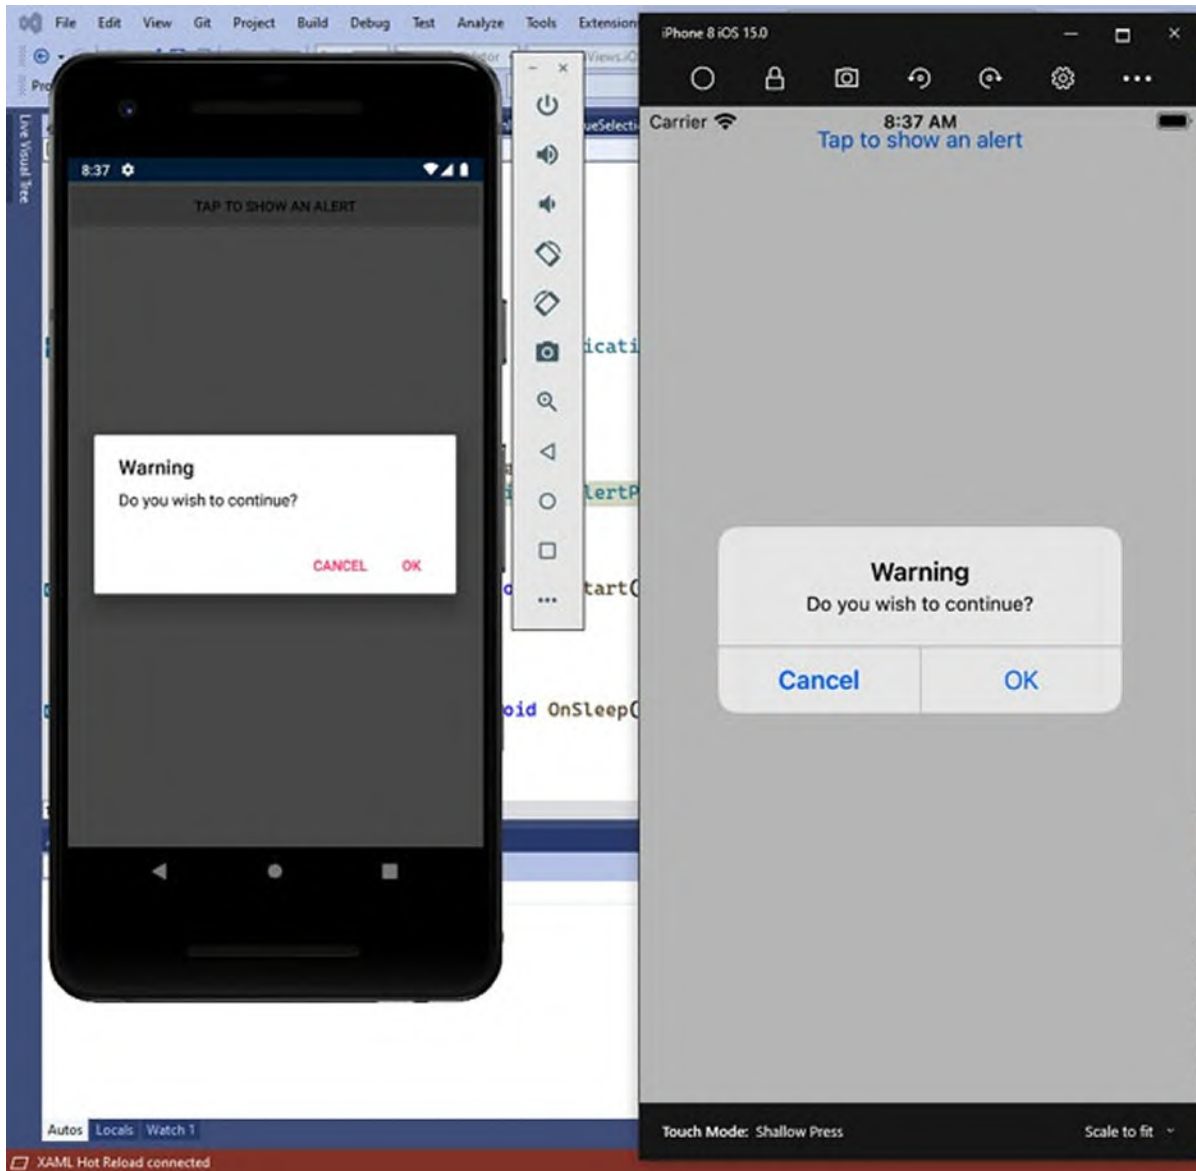 File Edit View Git Project Build Debug Test Analyze Tools Extension
Live Visual Tree
8:37
TAP TO SHOW AN ALERT
Warning
Do you wish to continue?
CANCEL OK
icati
lertP
tart(
oid OnSleep(
Autos Locals Watch 1
XAML Hot Reload connected
iPhone 8 iOS 15.0
Carrier 8:37 AM
Tap to show an alert
Warning
Do you wish to continue?
Cancel OK
Touch Mode: Shallow Press Scale to fit